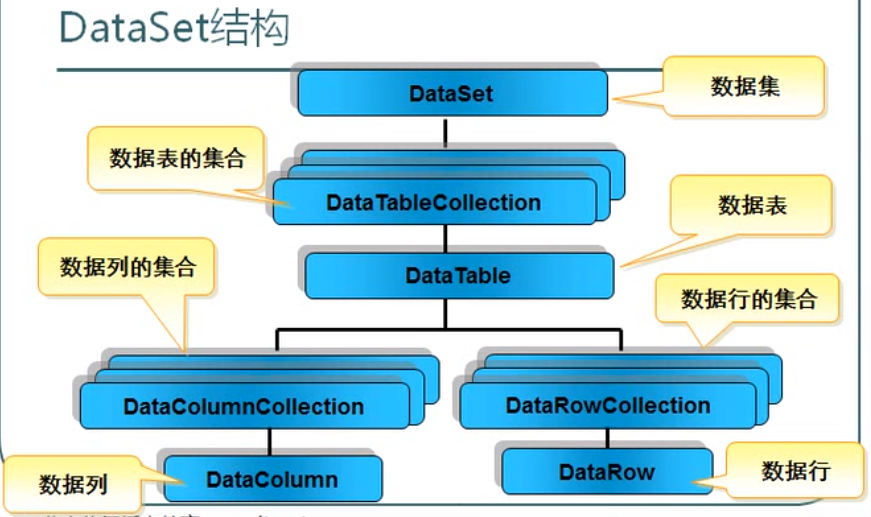 DataSet结构
DataSet
数据集
数据表的集合
DataTableCollection
数据表
DataTable
数据列的集合
数据行的集合
DataColumnCollection
DataRowCollection
数据列
DataColumn
DataRow
数据行